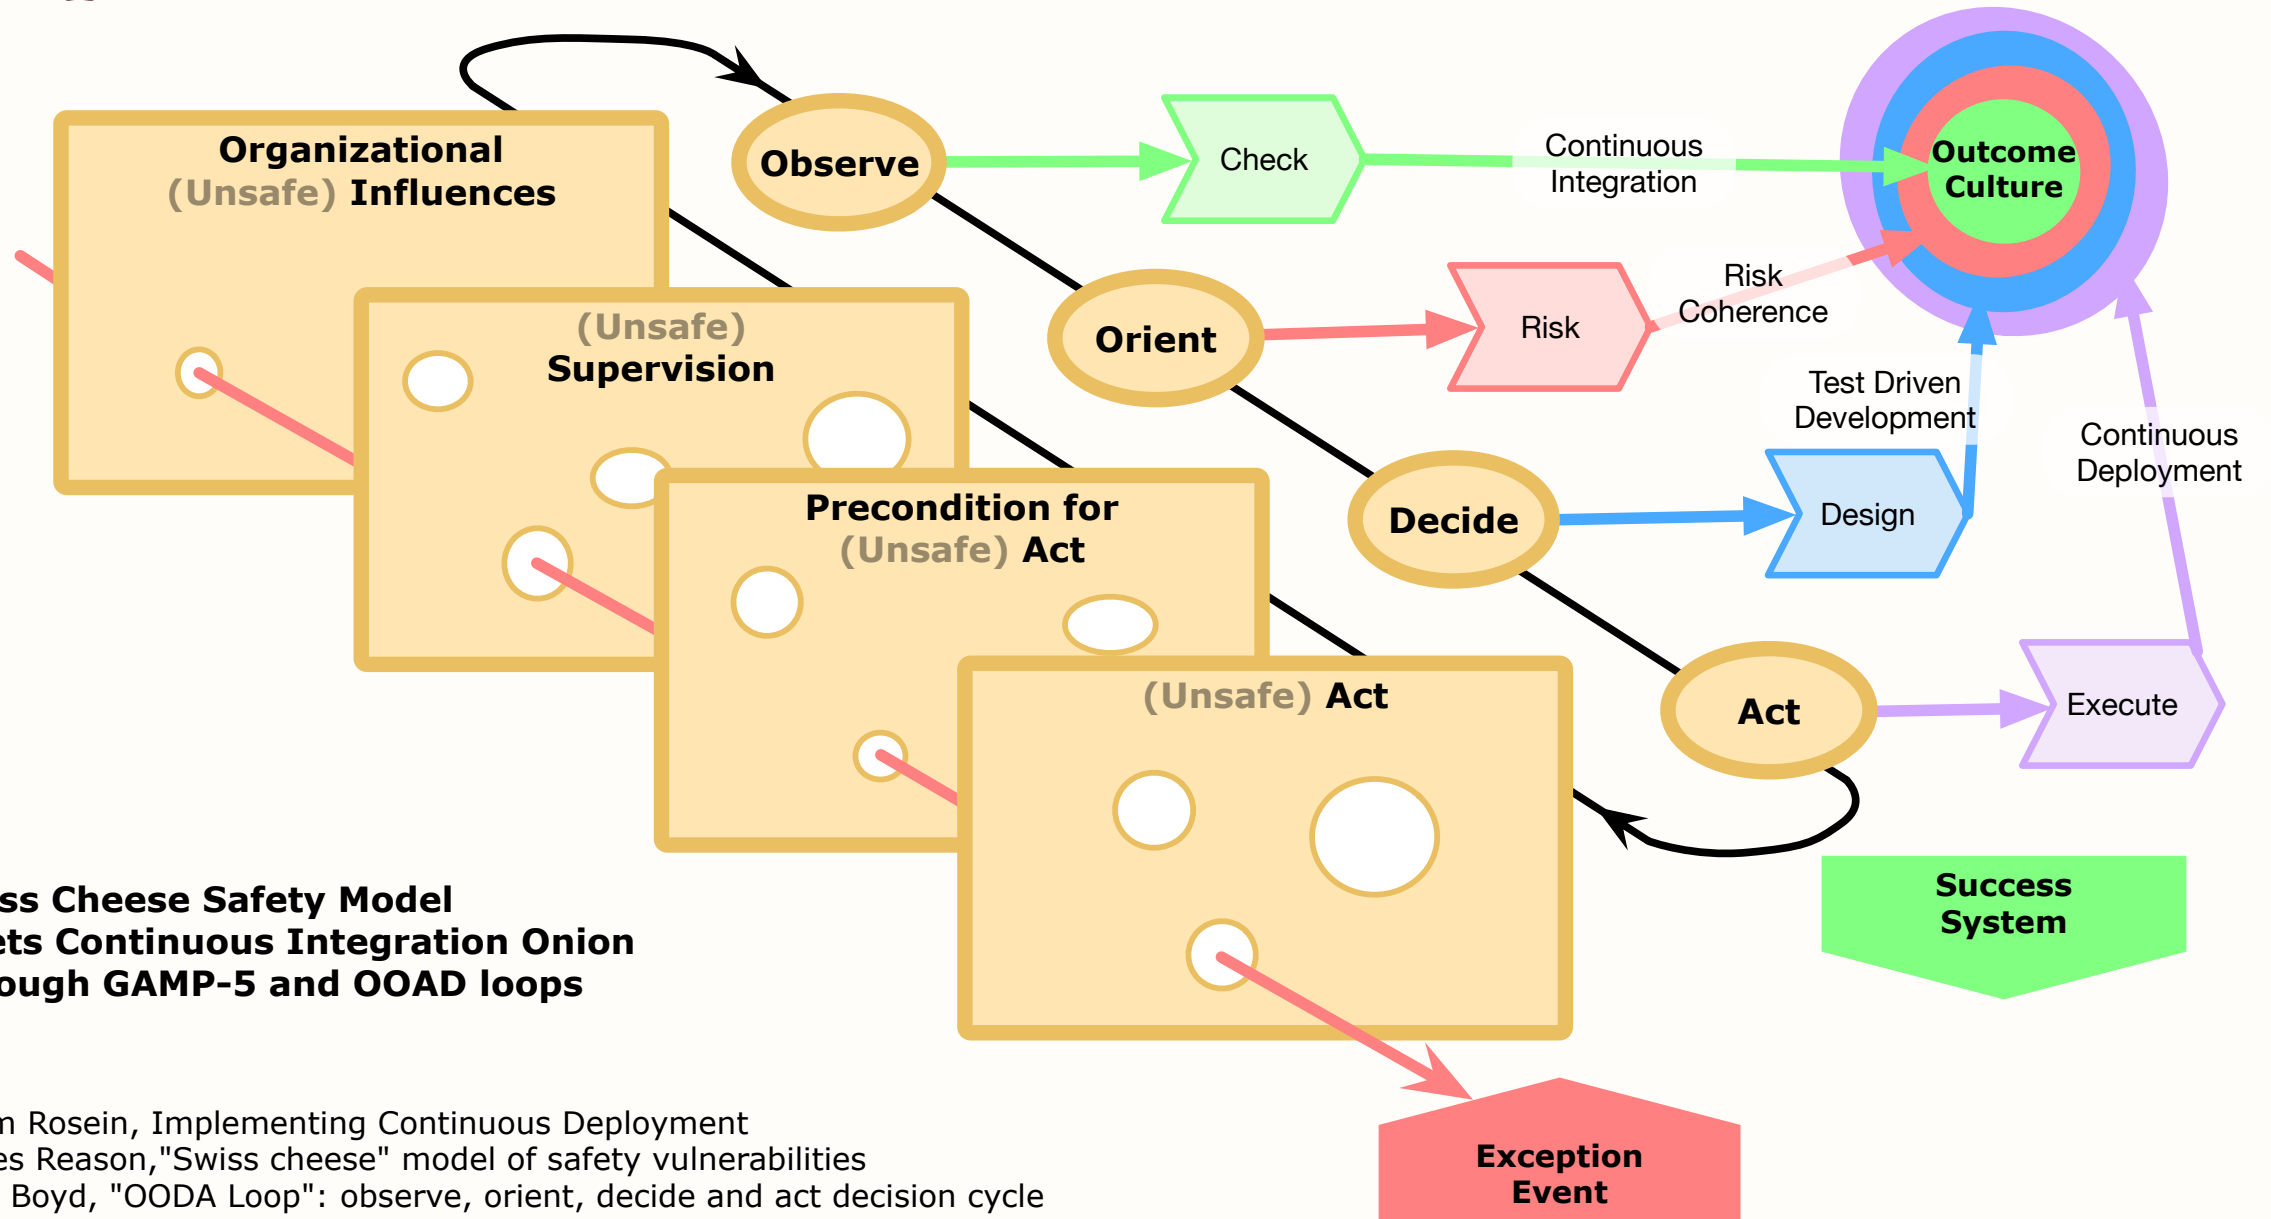 Organizational
(Unsafe) Influences
Observe
Check
Continuous
Integration
Outcome
Culture
(Unsafe)
Supervision
Orient
Risk
Risk
Coherence
Precondition for
(Unsafe) Act
Decide
Design
Test Driven
Development
Continuous
Deployment
(Unsafe) Act
Act
Execute
Success
System
ss Cheese Safety Model
ets Continuous Integration Onion
ough GAMP-5 and OOAD loops
m Rosein, Implementing Continuous Deployment
es Reason,"Swiss cheese" model of safety vulnerabilities
Boyd, "OODA Loop": observe, orient, decide and act decision cycle
Exception
Event